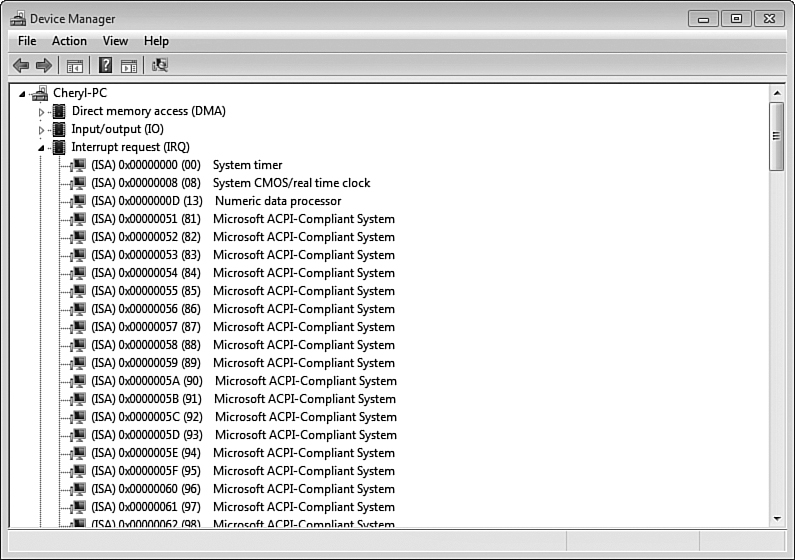 Device Manager
File Action View Help
Cheryl-PC
Direct memory access (DMA)
Input/output (IO)
Interrupt request (IRQ)
(ISA) 0x00000000 (00) System timer
(ISA) 0x00000008 (08) System CMOS/real time clock
(ISA) 0x0000000D (13) Numeric data processor
(ISA) 0x00000051 (81) Microsoft ACPI-Compliant System
(ISA) 0x00000052 (82) Microsoft ACPI-Compliant System
(ISA) 0x00000053 (83) Microsoft ACPI-Compliant System
(ISA) 0x00000054 (84) Microsoft ACPI-Compliant System
(ISA) 0x00000055 (85) Microsoft ACPI-Compliant System
(ISA) 0x00000056 (86) Microsoft ACPI-Compliant System
(ISA) 0x00000057 (87) Microsoft ACPI-Compliant System
(ISA) 0x00000058 (88) Microsoft ACPI-Compliant System
(ISA) 0x00000059 (89) Microsoft ACPI-Compliant System
(ISA) 0x0000005A (90) Microsoft ACPI-Compliant System
(ISA) 0x0000005B (91) Microsoft ACPI-Compliant System
(ISA) 0x0000005C (92) Microsoft ACPI-Compliant System
(ISA) 0x0000005D (93) Microsoft ACPI-Compliant System
(ISA) 0x0000005E (94) Microsoft ACPI-Compliant System
(ISA) 0x0000005F (95) Microsoft ACPI-Compliant System
(ISA) 0x00000060 (96) Microsoft ACPI-Compliant System
(ISA) 0x00000061 (97) Microsoft ACPI-Compliant System
(ISA) 0x00000062 (98) Microsoft ACPI-Compliant System